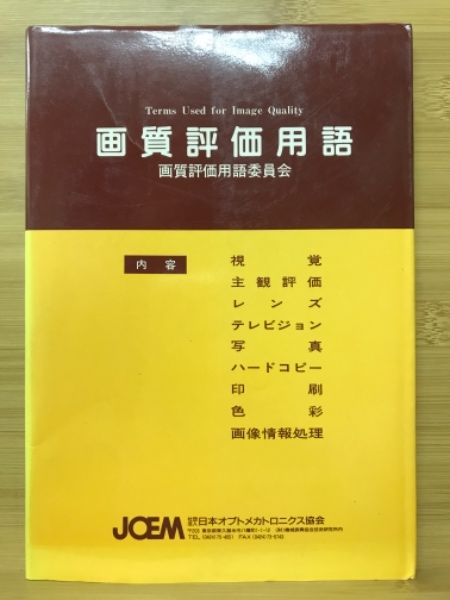 Terms Used for Image Quality
画質評価用語
画質評価用語委員会
内容
視覚
主観評価
レンズ
テレビジョン
写真
ハードコピー
印刷
色彩
画像情報処理
JOEM 日本オプトメカトロニクス協会